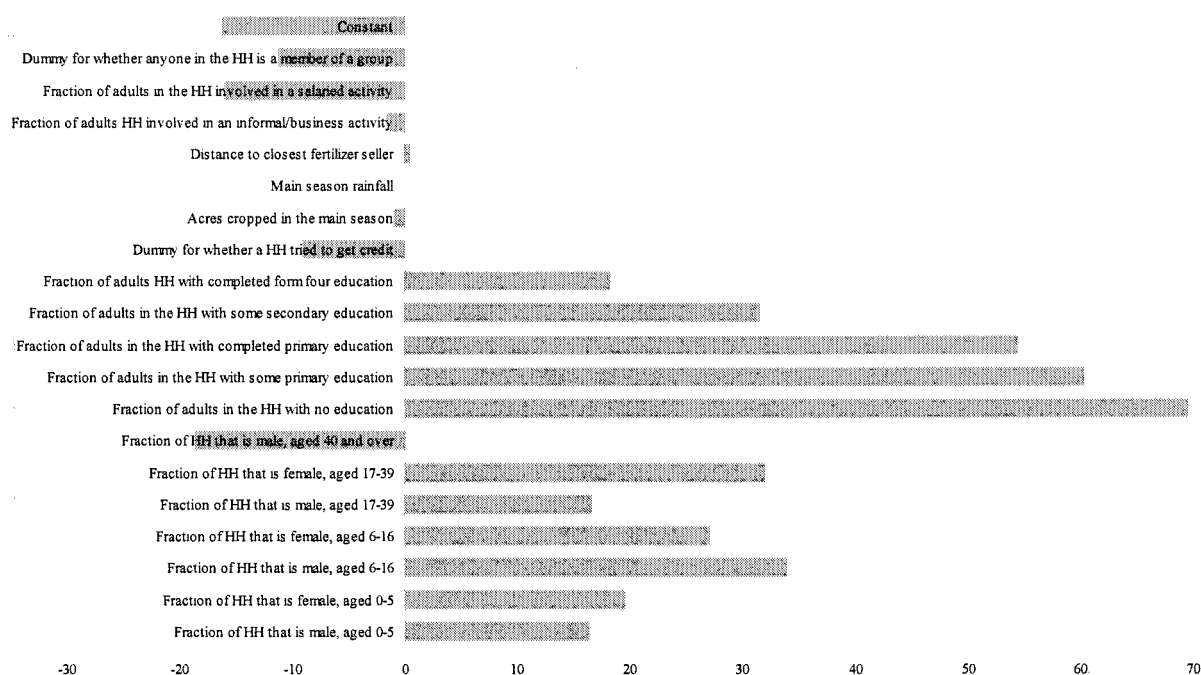 Constant
Dummy for whether anyone in the HH is a member of a group
Fraction of adults in the HH involved in a salaried activity
Fraction of adults HH involved in an informal/business activity
Distance to closest fertilizer seller
Main season rainfall
Acres cropped in the main season
Dummy for whether a HH tried to get credit
Fraction of adults HH with completed form four education
Fraction of adults in the HH with some secondary education
Fraction of adults in the HH with completed primary education
Fraction of adults in the HH with some primary education
Fraction of adults in the HH with no education
Fraction of HH that is male, aged 40 and over
Fraction of HH that is female, aged 17-39
Fraction of HH that is male, aged 17-39
Fraction of HH that is female, aged 6-16
Fraction of HH that is male, aged 6-16
Fraction of HH that is female, aged 0-5
Fraction of HH that is male, aged 0-5
-30 -20 -10 0 10 20 30 40 50 60 70